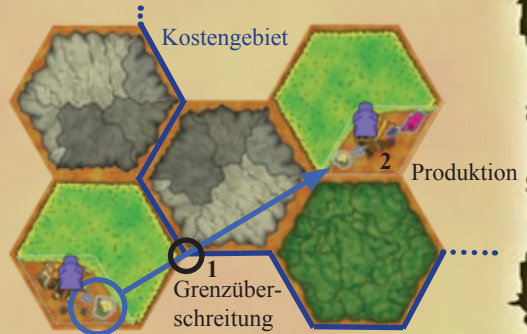 Kostengebiet
2
Produktion
1
Grenzüber-
schreitung